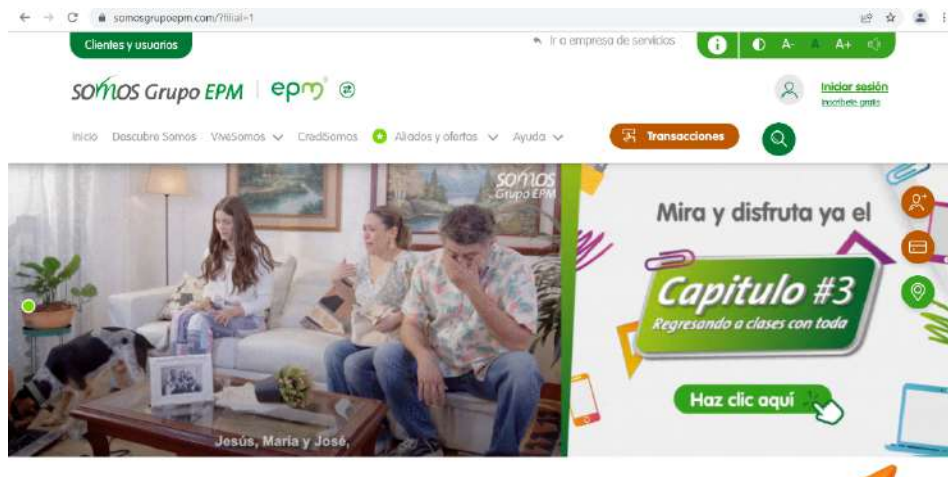 somosgrupoepm.com/?filial=1
Clientes y usuarios
Ir a empresa de servicios
A- A A+
somos Grupo EPM epm
Iniciar sesión
Inscríbete gratis
Inicio Descubre Somos ViveSomos CrediSomos Aliados y ofertas Ayuda Transacciones
somos
Grupo EPM
Jesús, María y José,
Mira y disfruta ya el
Capitulo #3
Regresando a clases con toda
Haz clic aquí